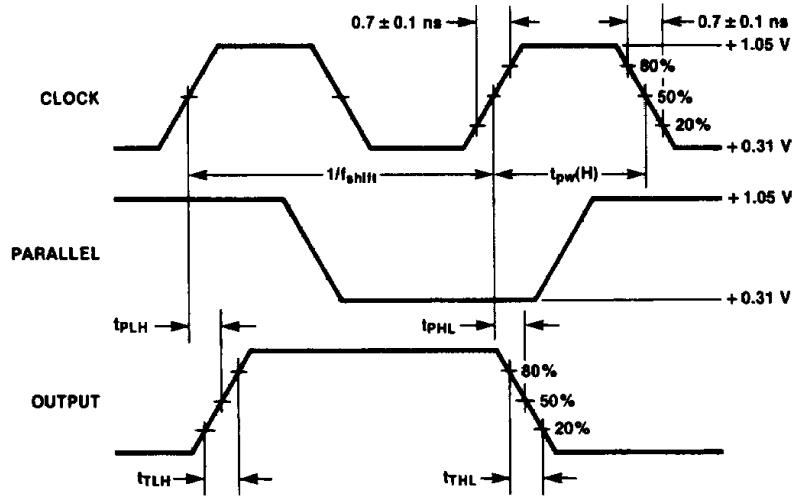 0.7 ± 0.1 ns
0.7 ± 0.1 ns
+ 1.05 V
80%
CLOCK
50%
20%
+ 0.31 V
1/fshift
tpw(H)
+ 1.05 V
PARALLEL
+ 0.31 V
tPLH
tPHL
80%
OUTPUT
50%
20%
tTLH
tTHL